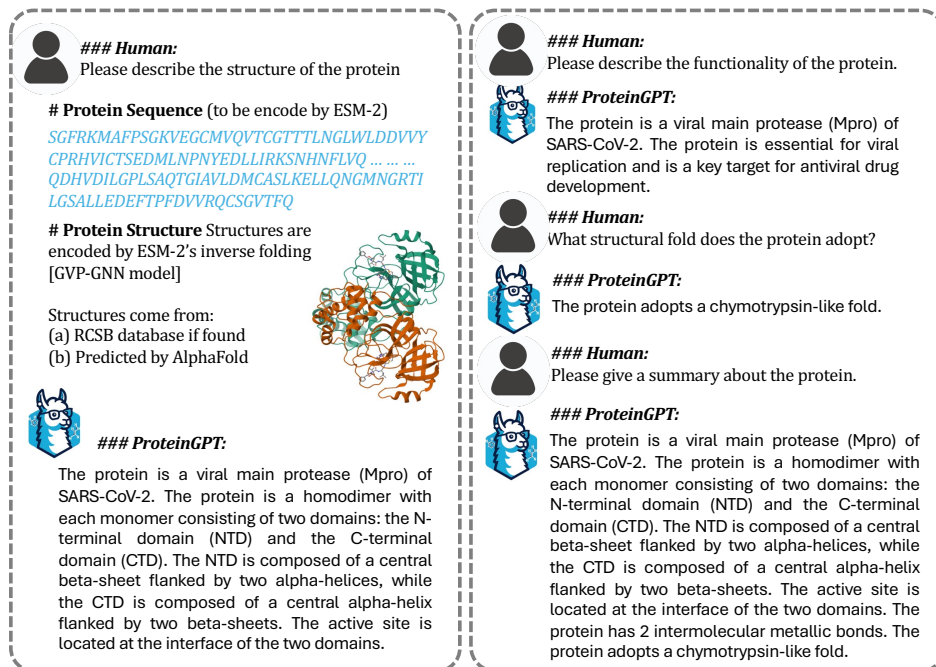 ### Human:
Please describe the structure of the protein
# Protein Sequence (to be encode by ESM-2)
SGFRKMAFPSGKVEGCMVQVTCGTTTLNGLWLDDVVY
CPRHVICTSEDMLNPNYEDLLIRKSNHNFLVQ ... ... ...
QDHVDILGPLSAQTGIAVLDMCASLKELLQNGMNGRTI
LGSALLEDEFTPFDVVRQCSGVTFQ
# Protein Structure Structures are
encoded by ESM-2's inverse folding
[GVP-GNN model]
Structures come from:
(a) RCSB database if found
(b) Predicted by AlphaFold
### ProteinGPT:
The protein is a viral main protease (Mpro) of
SARS-CoV-2. The protein is a homodimer with
each monomer consisting of two domains: the N-
terminal domain (NTD) and the C-terminal
domain (CTD). The NTD is composed of a central
beta-sheet flanked by two alpha-helices, while
the CTD is composed of a central alpha-helix
flanked by two beta-sheets. The active site is
located at the interface of the two domains.
### Human:
Please describe the functionality of the protein.
### ProteinGPT:
The protein is a viral main protease (Mpro) of
SARS-CoV-2. The protein is essential for viral
replication and is a key target for antiviral drug
development.
### Human:
What structural fold does the protein adopt?
### ProteinGPT:
The protein adopts a chymotrypsin-like fold.
### Human:
Please give a summary about the protein.
### ProteinGPT:
The protein is a viral main protease (Mpro) of
SARS-CoV-2. The protein is a homodimer with
each monomer consisting of two domains: the
N-terminal domain (NTD) and the C-terminal
domain (CTD). The NTD is composed of a central
beta-sheet flanked by two alpha-helices, while
the CTD is composed of a central alpha-helix
flanked by two beta-sheets. The active site is
located at the interface of the two domains. The
protein has 2 intermolecular metallic bonds. The
protein adopts a chymotrypsin-like fold.